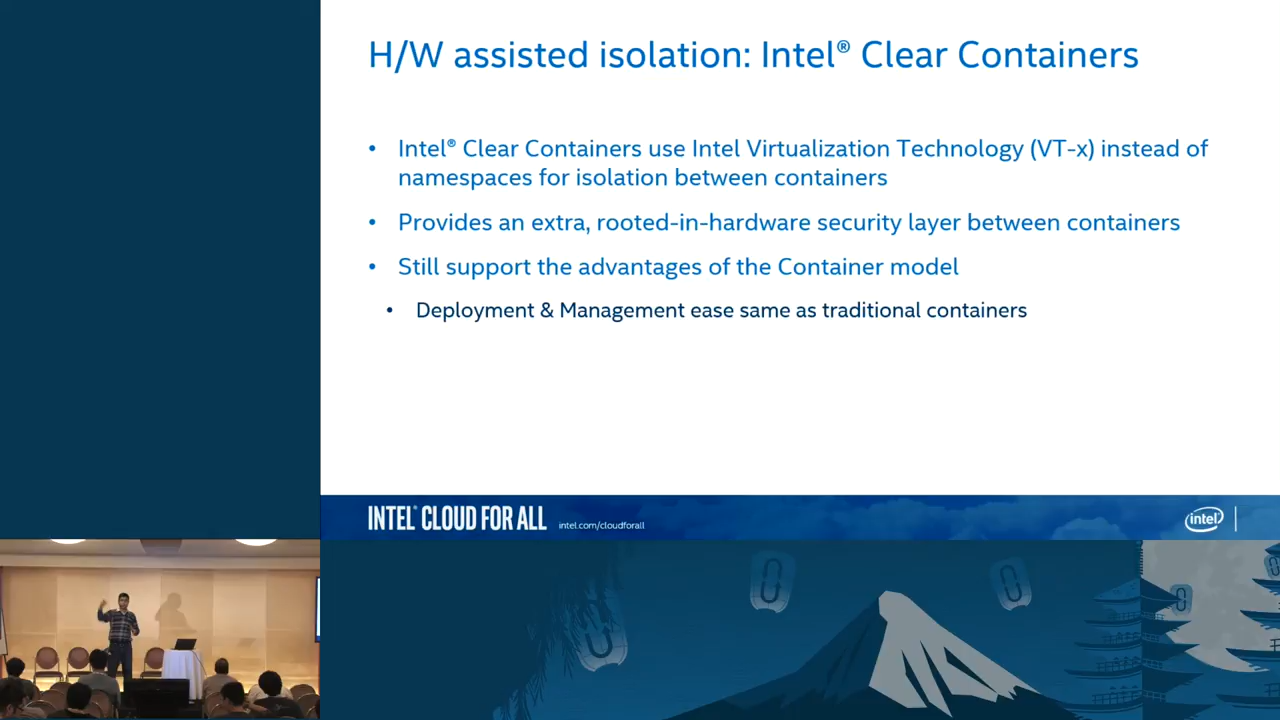 H/W assisted isolation: Intel® Clear Containers
• Intel® Clear Containers use Intel Virtualization Technology (VT-x) instead of
namespaces for isolation between containers
• Provides an extra, rooted-in-hardware security layer between containers
• Still support the advantages of the Container model
• Deployment & Management ease same as traditional containers
INTEL® CLOUD FOR ALL intel.com/cloudforall
intel